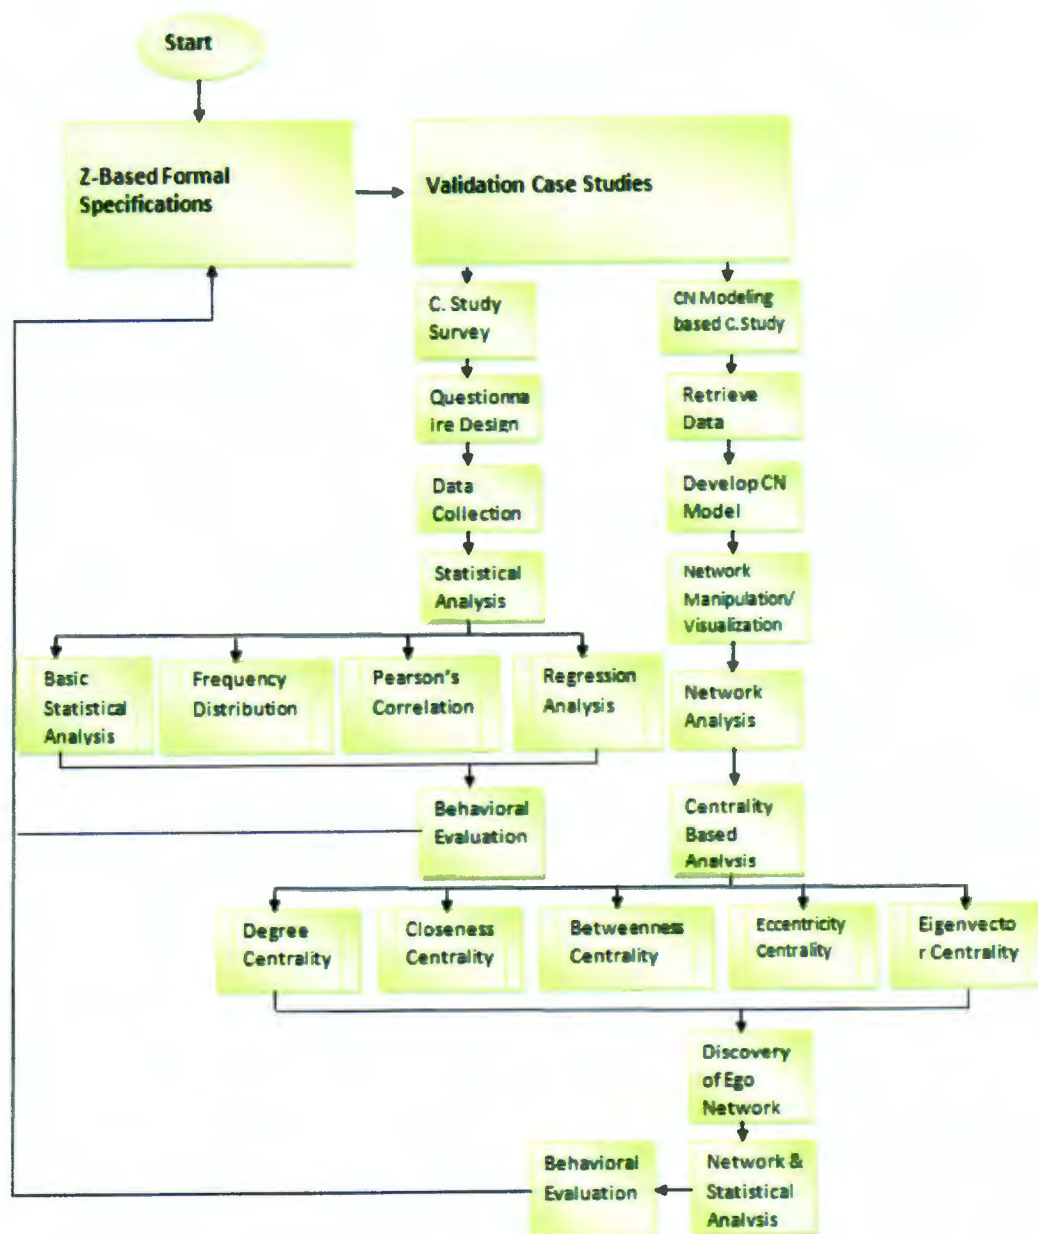 Start
Z-Based Formal
Specifications
Validation Case Studies
C. Study
Survey
CN Modeling
based C.Study
Questionna
ire Design
Retrieve
Data
Data
Collection
Develop CN
Model
Statistical
Analysis
Network
Manipulation/
Visualization
Basic
Statistical
Analysis
Frequency
Distribution
Pearson's
Correlation
Regression
Analysis
Network
Analysis
Behavioral
Evaluation
Centrality
Based
Analysis
Degree
Centrality
Closeness
Centrality
Betweenness
Centrality
Eccentricity
Centrality
Eigenvecto
r Centrality
Discovery
of Ego
Network
Behavioral
Evaluation
Network &
Statistical
Analysis